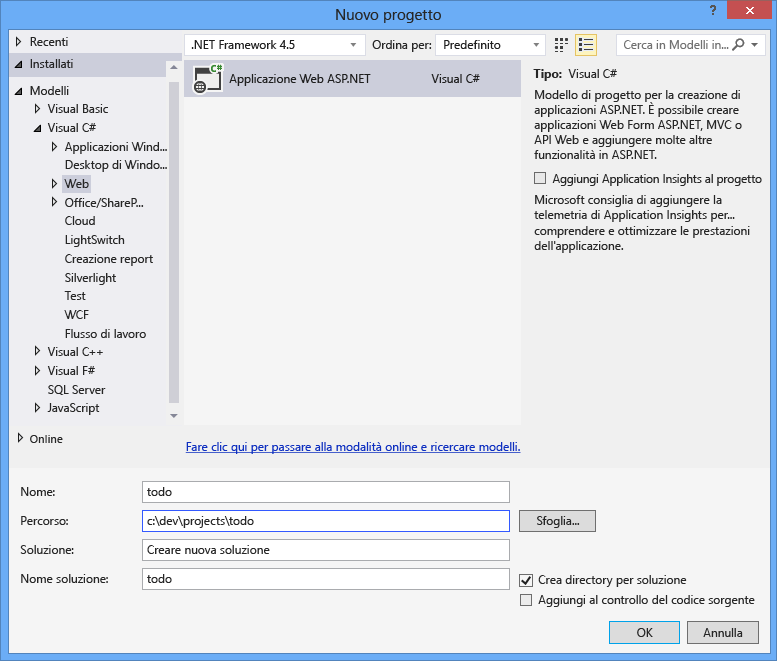 Nuovo progetto
?
Recenti
Installati
Modelli
Visual Basic
Visual C#
Applicazioni Wind...
Desktop di Windo...
Web
Office/ShareP...
Cloud
LightSwitch
Creazione report
Silverlight
Test
WCF
Flusso di lavoro
Visual C++
Visual F#
SQL Server
JavaScript
Online
.NET Framework 4.5
Ordina per:
Predefinito
Cerca in Modelli in...
C#
Applicazione Web ASP.NET
Visual C#
Fare clic qui per passare alla modalità online e ricercare modelli.
Tipo: Visual C#
Modello di progetto per la creazione di
applicazioni ASP.NET. È possibile creare
applicazioni Web Form ASP.NET, MVC o
API Web e aggiungere molte altre
funzionalità in ASP.NET.
Aggiungi Application Insights al progetto
Microsoft consiglia di aggiungere la
telemetria di Application Insights per...
comprendere e ottimizzare le prestazioni
dell'applicazione.
Nome:
todo
Percorso:
c:\dev\projects\todo
Sfoglia...
Soluzione:
Creare nuova soluzione
Nome soluzione:
todo
Crea directory per soluzione
Aggiungi al controllo del codice sorgente
OK
Annulla